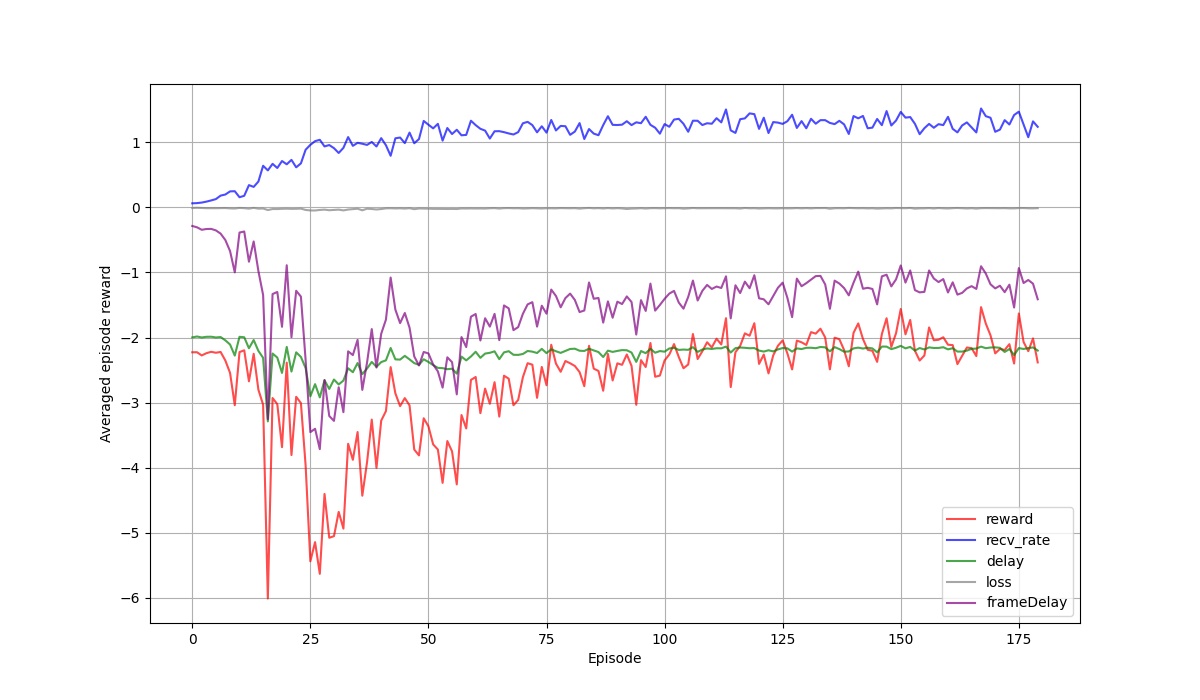 Averaged episode reward
1
0
−1
−2
−3
−4
−5
−6
0 25 50 75 100 125 150 175
Episode
reward
recv_rate
delay
loss
frameDelay